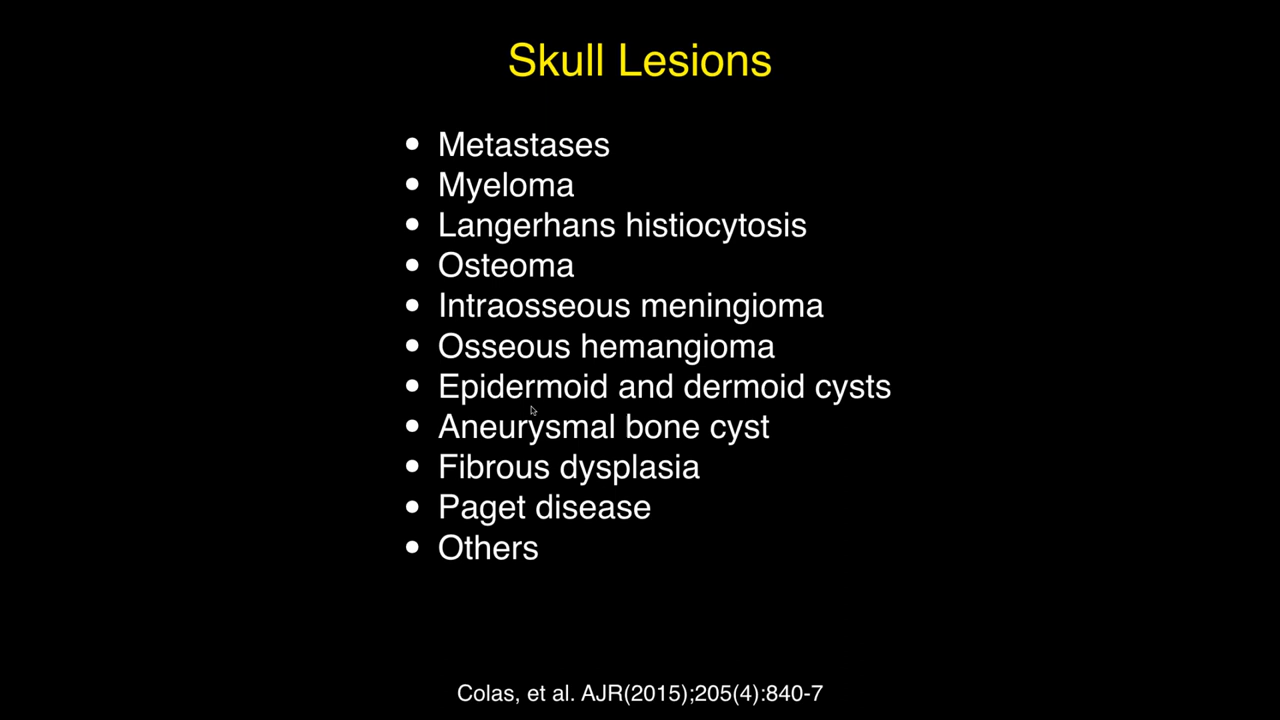 Skull Lesions
• Metastases
• Myeloma
• Langerhans histiocytosis
• Osteoma
• Intraosseous meningioma
• Osseous hemangioma
• Epidermoid and dermoid cysts
• Aneurysmal bone cyst
• Fibrous dysplasia
• Paget disease
• Others
Colas, et al. AJR(2015);205(4):840-7